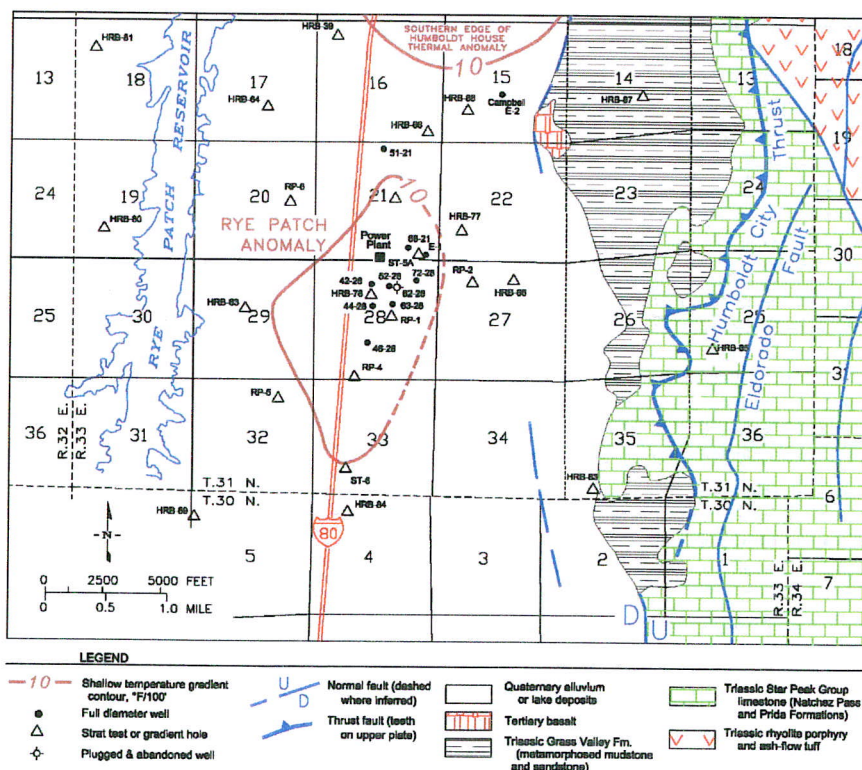 HRB-81
HRB-39
SOUTHERN EDGE OF
HUMBOLDT HOUSE
THERMAL ANOMALY
10
13
18
17
16
15
14
13
18
HRB-64
HRB-88
Campbell
E-2
HRB-87
HRB-66
RESERVOIR
51-21
Thrust
19
24
19
20
RP-6
21
10
22
23
24
PATCH
HRB-80
RYE PATCH
ANOMALY
Power
Plant
68-21
E-1
HRB-77
ST-5A
30
42-28
52-28
72-28
RP-2
HRB-68
HRB-76
62-28
Humboldt City
Fault
HRB-63
44-28
63-28
25
30
29
28
RP-1
27
26
25
RYE
46-28
HRB-85
RP-4
31
RP-5
Eldorado
36
R.32 E.
R.33 E.
31
32
33
34
35
36
T.31 N.
T.30 N.
ST-6
HRB-83
T.31 N.
T.30 N.
6
HRB-69
HRB-84
-N-
80
5
4
3
2
1
7
0 2500 5000 FEET
0 .5 1.0 MILE
R.33 E.
R.34 E.
D
U
LEGEND
10
Shallow temperature gradient
contour, °F/100'
Full diameter well
Strat test or gradient hole
Plugged & abandoned well
U
D
Normal fault (dashed
where inferred)
Thrust fault (teeth
on upper plate)
Quaternary alluvium
or lake deposits
Tertiary basalt
Triassic Grass Valley Fm.
(metamorphosed mudstone
and sandstone)
Triassic Star Peak Group
limestone (Natchez Pass
and Prida Formations)
Triassic rhyolite porphyry
and ash-flow tuff